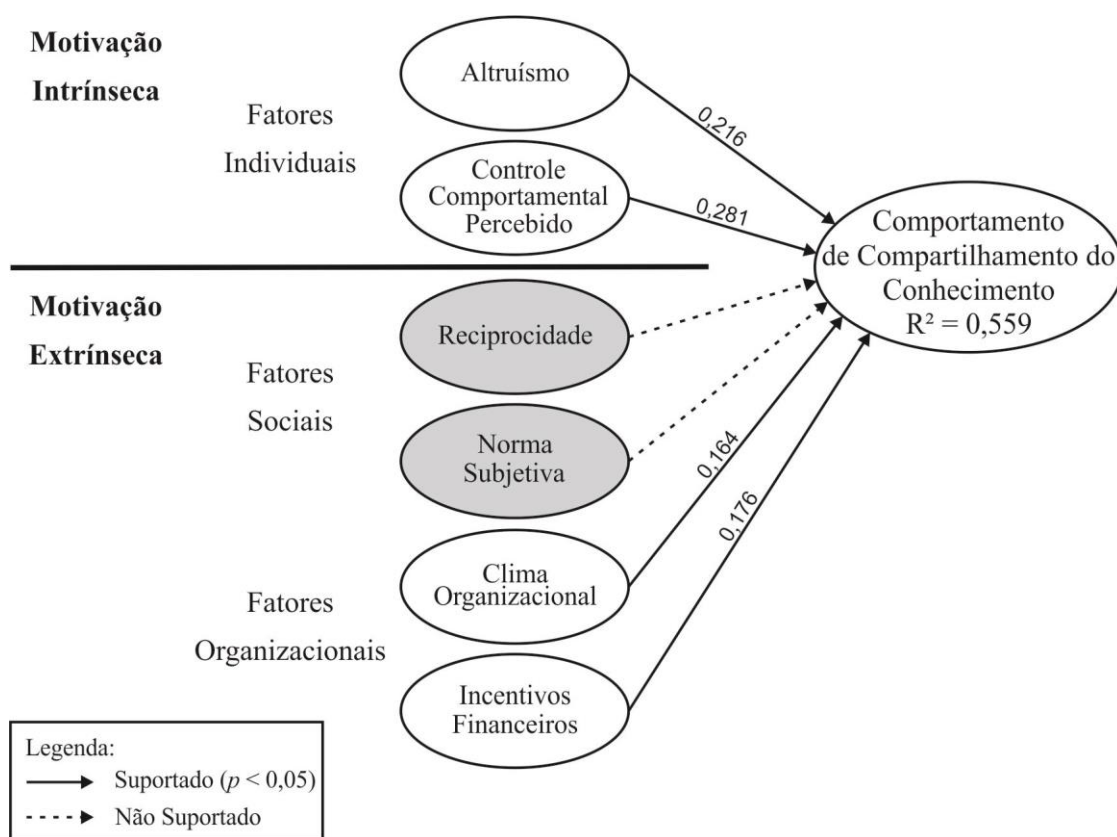 Motivação
Intrínseca
Fatores
Individuais
Altruísmo
Controle
Comportamental
Percebido
0,216
0,281
Comportamento
de Compartilhamento do
Conhecimento
R² = 0,559
Motivação
Extrínseca
Fatores
Sociais
Reciprocidade
Norma
Subjetiva
0,164
0,176
Fatores
Organizacionais
Clima
Organizacional
Incentivos
Financeiros
Legenda:
Suportado (p < 0,05)
Não Suportado